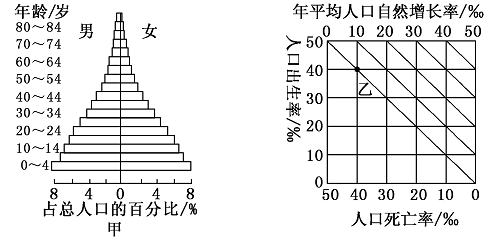 年龄/岁
80～84
70～74
60～64
50～54
40～44
30～34
20～24
10～14
0～4
男 女
8 4 0 4 8
占总人口的百分比/%
甲
年平均人口自然增长率/‰
0 10 20 30 40 50
人口出生率/‰
50
40
30
20
10
0
乙
50 40 30 20 10 0
人口死亡率/‰